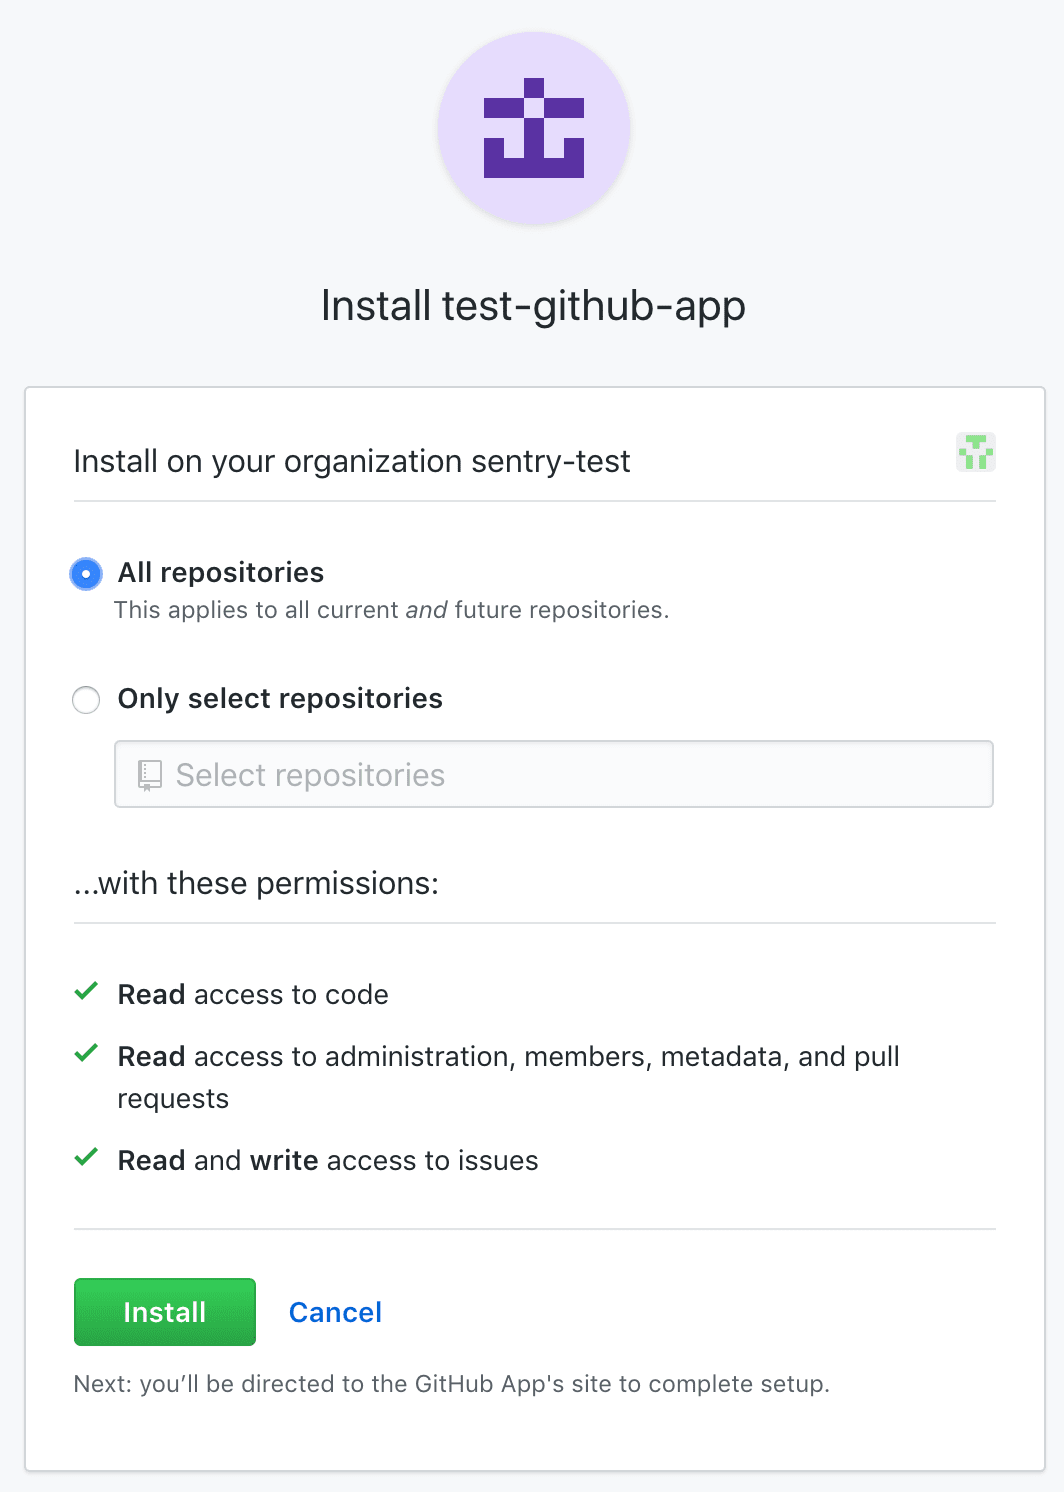 Install test-github-app
Install on your organization sentry-test
All repositories
This applies to all current and future repositories.
Only select repositories
Select repositories
...with these permissions:
Read access to code
Read access to administration, members, metadata, and pull
requests
Read and write access to issues
Install Cancel
Next: you’ll be directed to the GitHub App's site to complete setup.